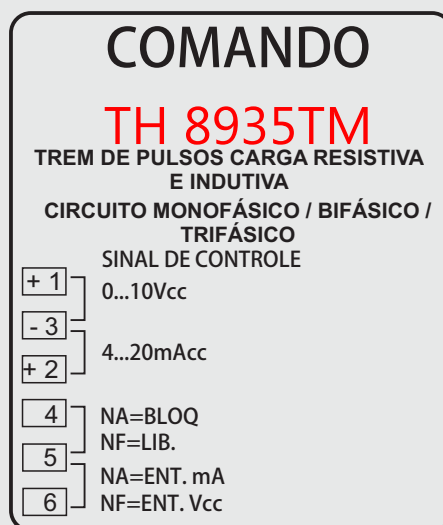 COMANDO
TH 8935TM
TREM DE PULSOS CARGA RESISTIVA
E INDUTIVA
CIRCUITO MONOFÁSICO / BIFÁSICO /
TRIFÁSICO
SINAL DE CONTROLE
+ 1
0...10Vcc
- 3
4...20mAcc
+ 2
4
NA=BLOQ
NF=LIB.
5
NA=ENT. mA
6
NF=ENT. Vcc